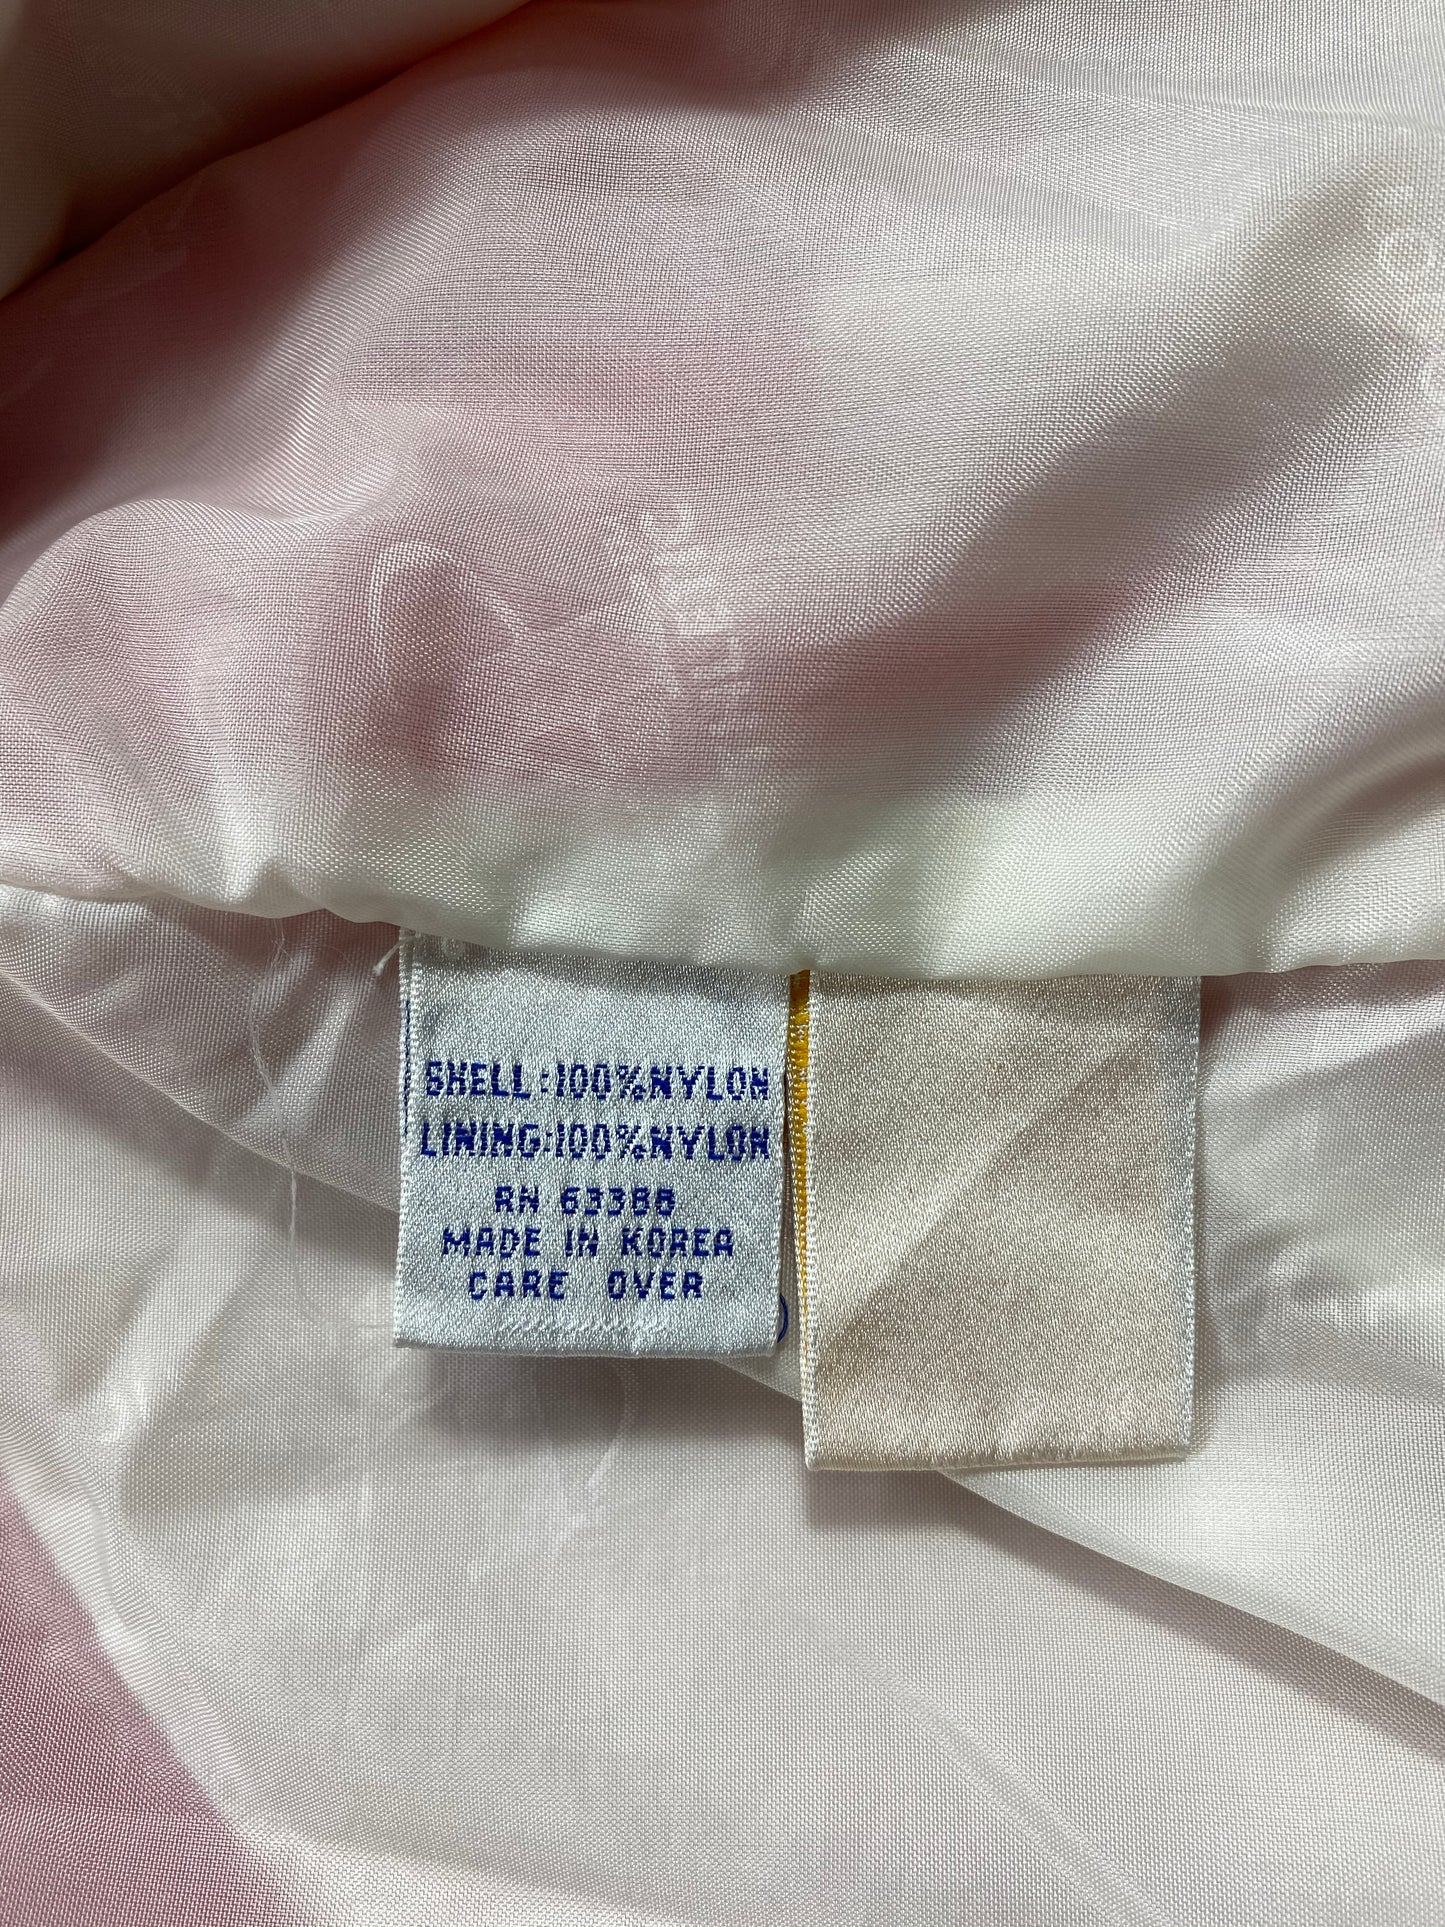 SHELL:100%NYLON
LINING:100%NYLON
RN 63388
MADE IN KOREA
CARE OVER